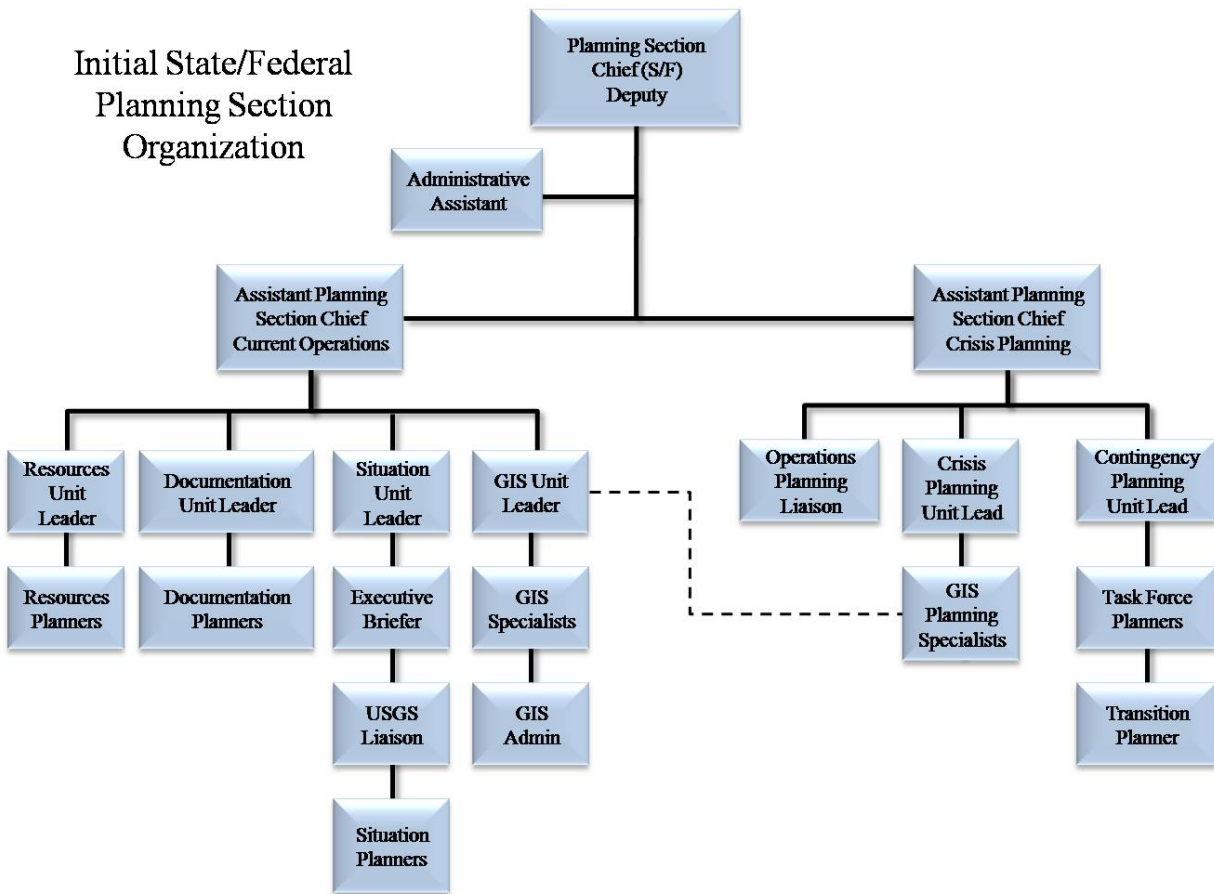 Initial State/Federal
Planning Section
Organization
Planning Section
Chief (S/F)
Deputy
Administrative
Assistant
Assistant Planning
Section Chief
Current Operations
Assistant Planning
Section Chief
Crisis Planning
Resources
Unit
Leader
Documentation
Unit Leader
Situation
Unit
Leader
GIS Unit
Leader
Operations
Planning
Liaison
Crisis
Planning
Unit Lead
Contingency
Planning
Unit Lead
Resources
Planners
Documentation
Planners
Executive
Briefer
GIS
Specialists
GIS
Planning
Specialists
Task Force
Planners
USGS
Liaison
GIS
Admin
Transition
Planner
Situation
Planners